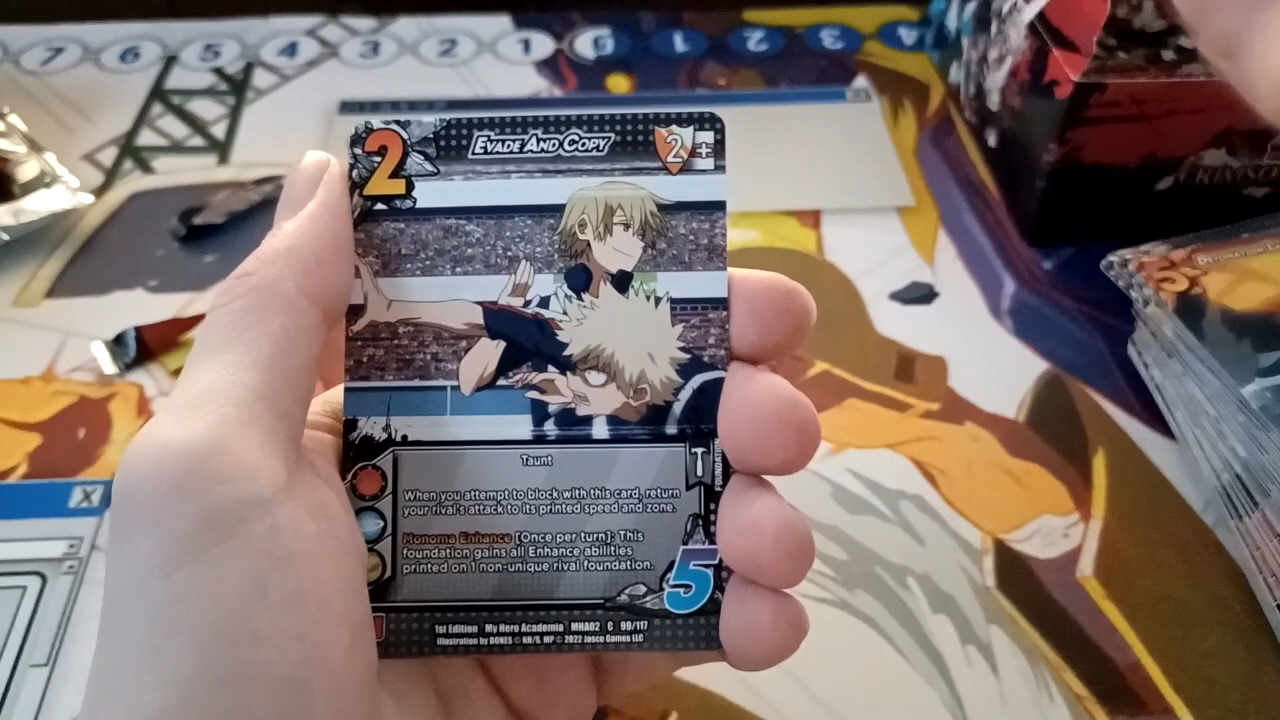 7 6 5 4 3 2 1 0 1 2 3 4
2
EVADE AND COPY
2 +
Taunt
When you attempt to block with this card, return
your rival's attack to its printed speed and zone.
Monoma Enhance [Once per turn]: This
foundation gains all Enhance abilities
printed on 1 non-unique rival foundation.
FOUNDATION
5
1st Edition My Hero Academia MHA02 C 99/117
Illustration by BONES © KH/S, MP © 2022 Jasco Games LLC
X